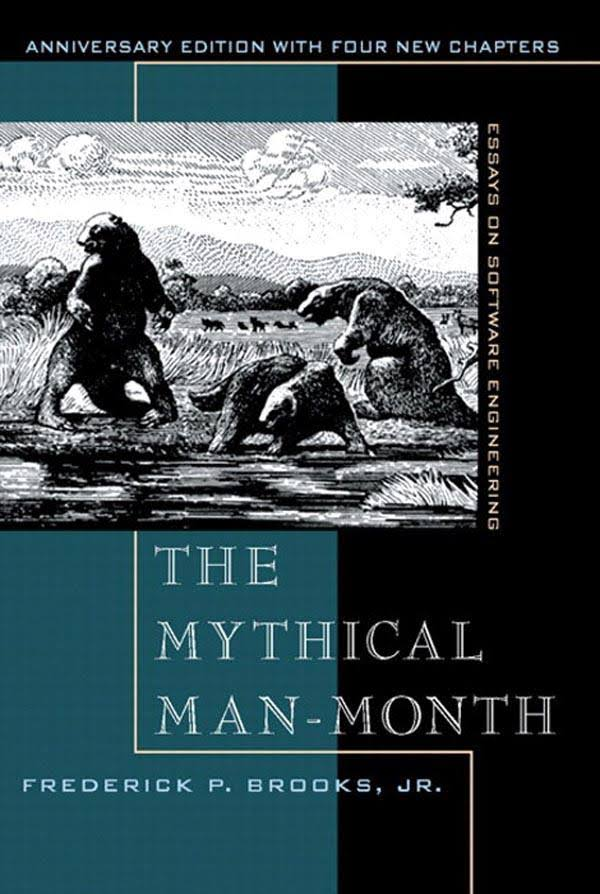 ANNIVERSARY EDITION WITH FOUR NEW CHAPTERS
ESSAYS ON SOFTWARE ENGINEERING
THE
MYTHICAL
MAN-MONTH
FREDERICK P. BROOKS, JR.